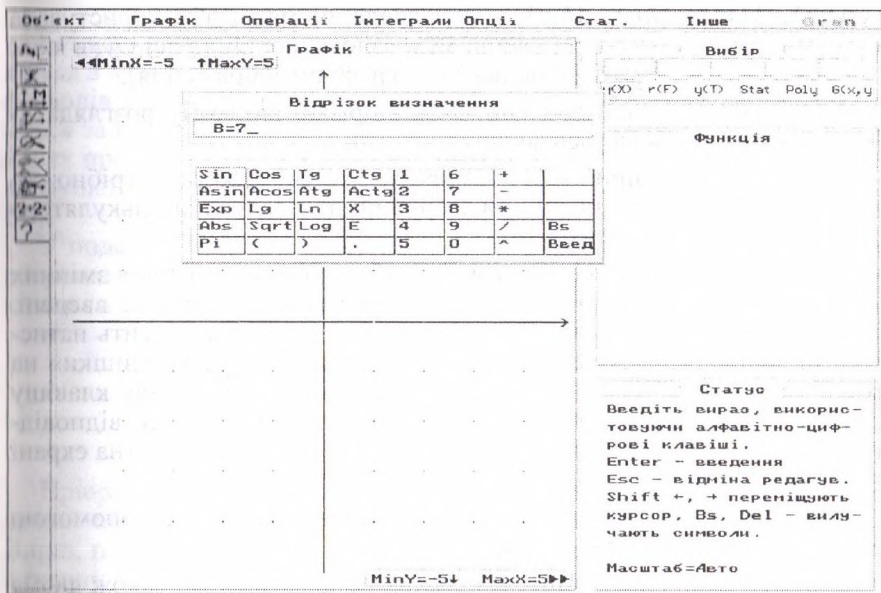 Об'єкт Графік Операції Інтеграли Опції Стат. Інше Gran
Графік
◀◀MinX=-5 ↑MaxY=5
Відрізок визначення
B=7_
Sin Cos Tg Ctg 1 6 +
Asin Acos Atg Actg 2 7 -
Exp Lg Ln X 3 8 *
Abs Sqrt Log E 4 9 / Bs
Pi ( ) . 5 0 ^ Введ
MinY=-5↓ MaxX=5▶▶
Вибір
Y(X) r(F) y(T) Stat Poly G(x,y
Функція
Статус
Введіть вираз, викорис-
товуючи алфавітно-циф-
рові клавіші.
Enter - введення
Esc - відміна редагув.
Shift ←, → переміщують
курсор, Bs, Del - вилу-
чають символи.
Масштаб=Авто